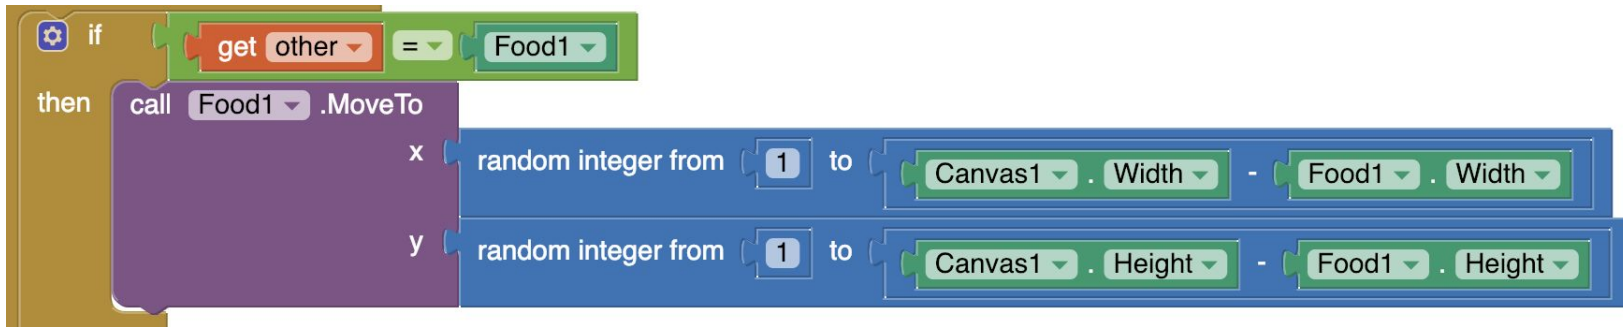 if get other = Food1
then call Food1 .MoveTo
x random integer from 1 to Canvas1 . Width - Food1 . Width
y random integer from 1 to Canvas1 . Height - Food1 . Height